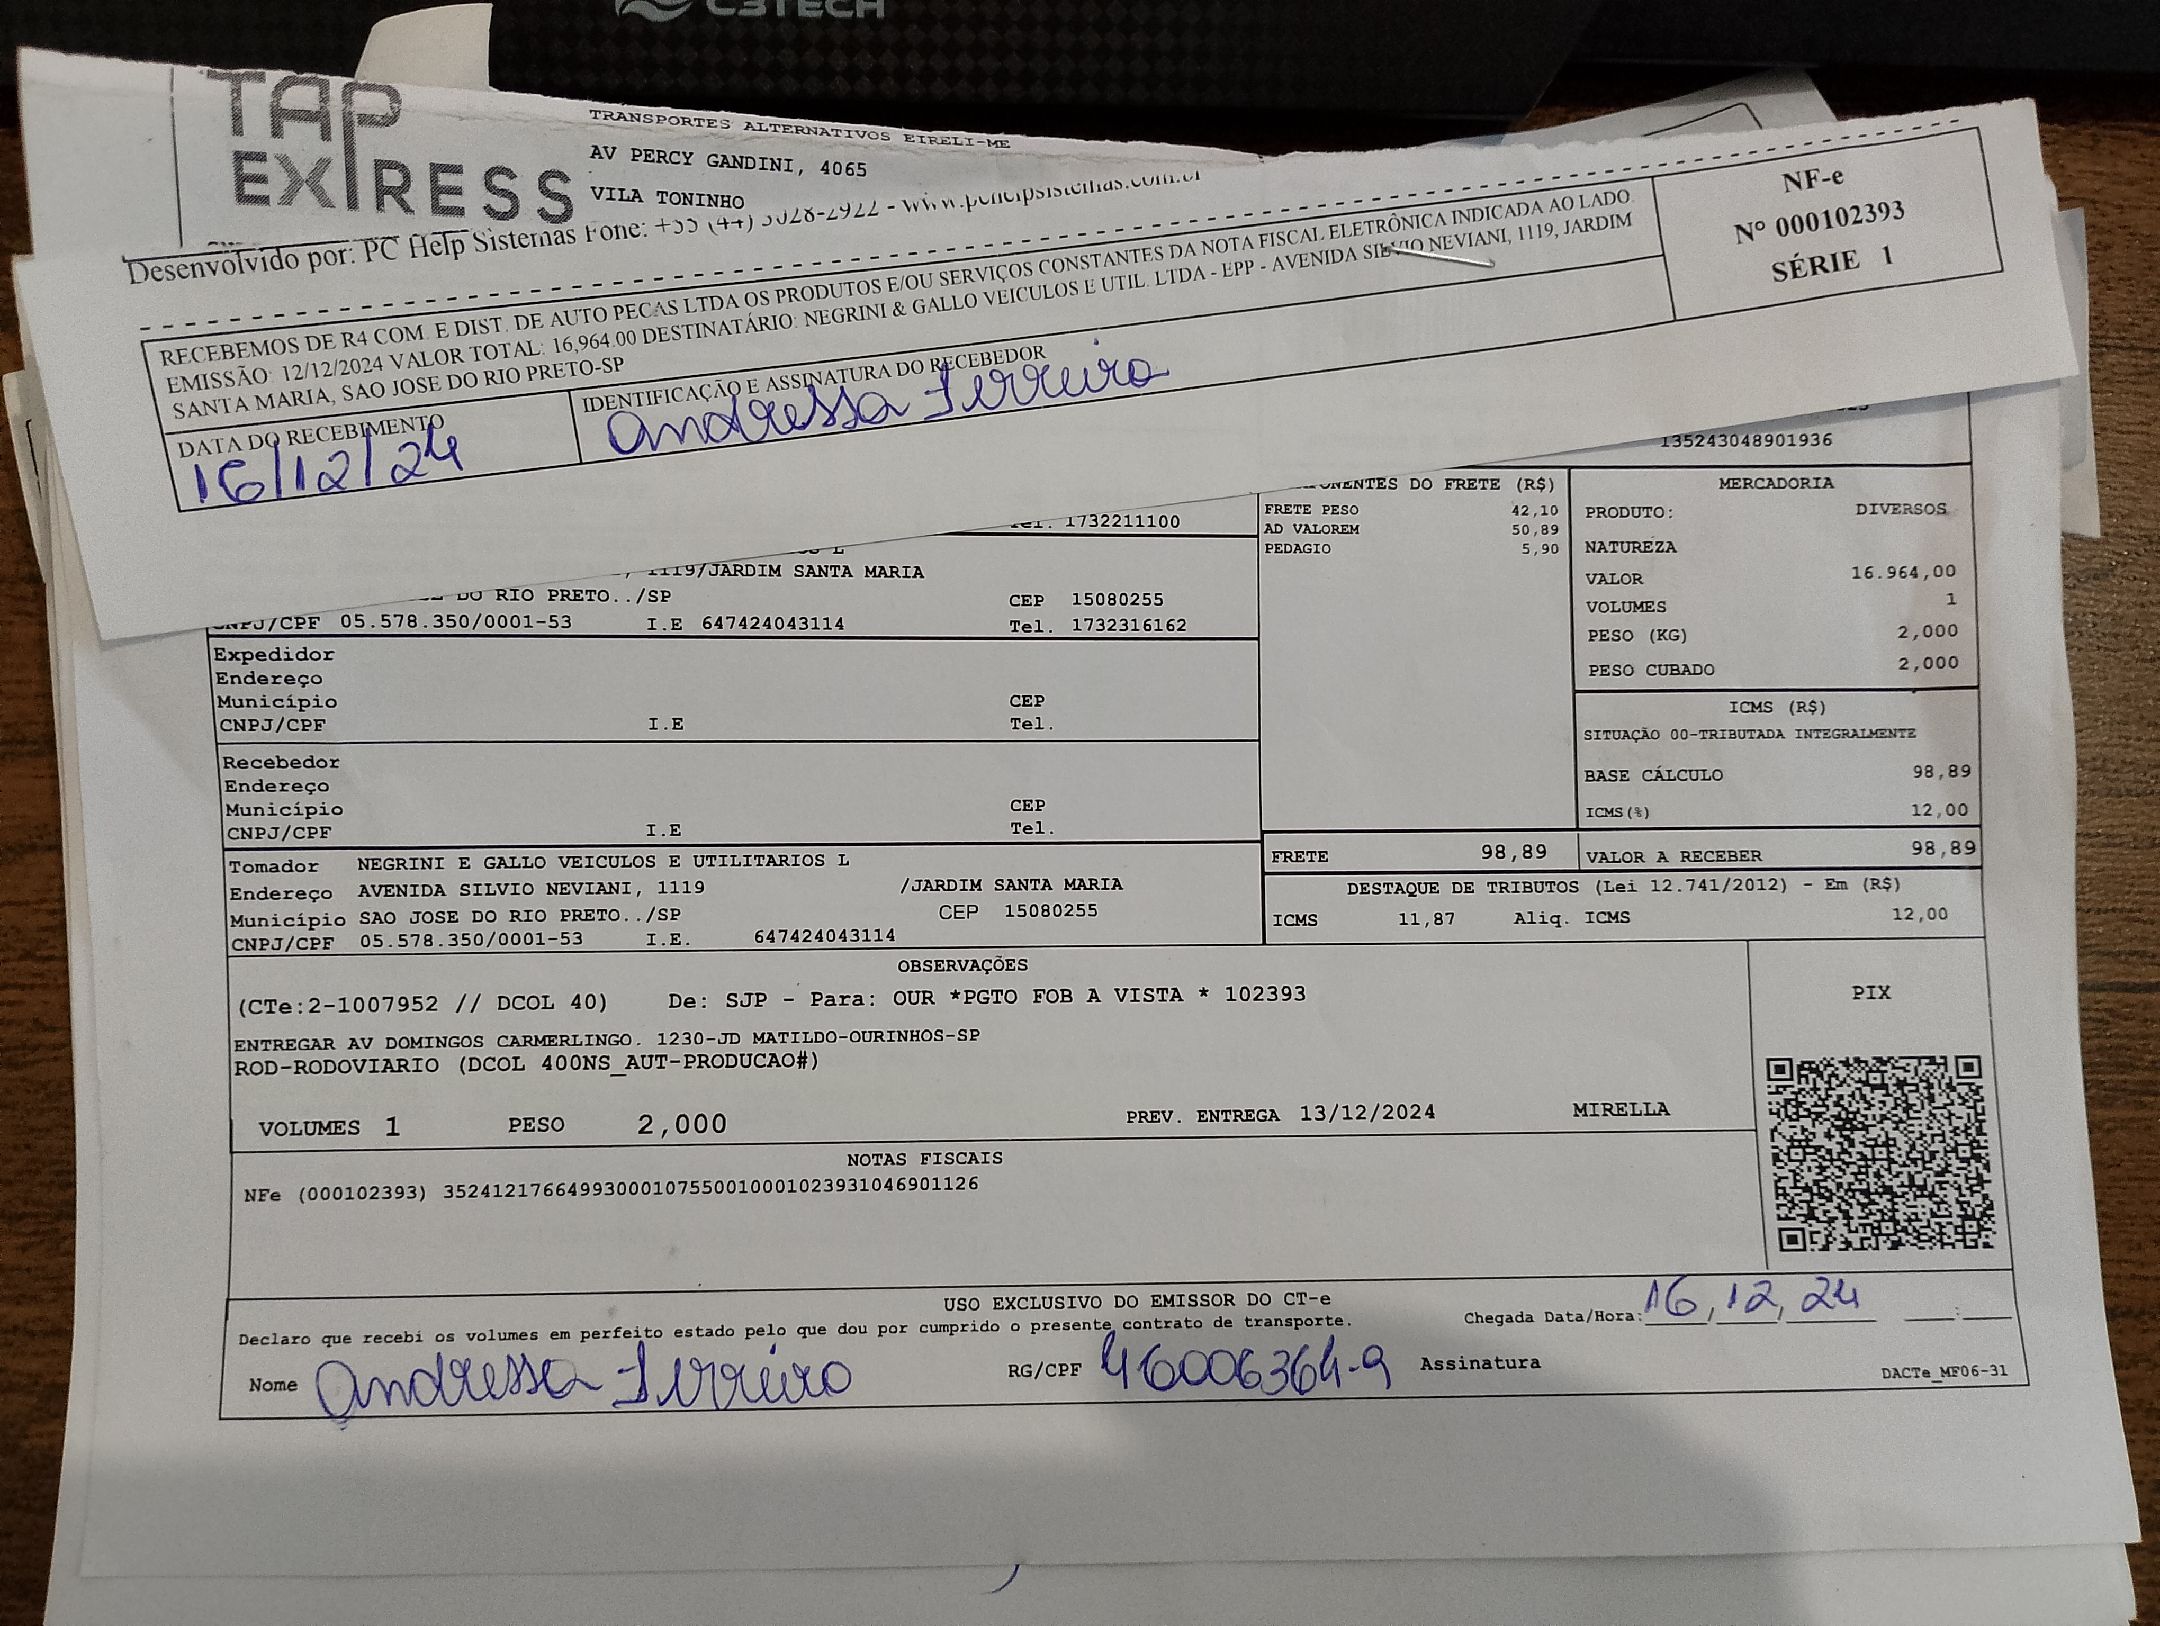 C3TECH
TAP
EXPRESS
TRANSPORTES ALTERNATIVOS EIRELI-ME
AV PERCY GANDINI, 4065
VILA TONINHO
Desenvolvido por: PC Help Sistemas Fone: +55 (44) 3028-2922 - www.pchelpsistemas.com.br
RECEBEMOS DE R4 COM. E DIST. DE AUTO PECAS LTDA OS PRODUTOS E/OU SERVIÇOS CONSTANTES DA NOTA FISCAL ELETRÔNICA INDICADA AO LADO.
EMISSÃO: 12/12/2024 VALOR TOTAL: 16,964.00 DESTINATÁRIO: NEGRINI & GALLO VEICULOS E UTIL. LTDA - EPP - AVENIDA SILVIO NEVIANI, 1119, JARDIM
SANTA MARIA, SAO JOSE DO RIO PRETO-SP
NF-e
Nº 000102393
SÉRIE 1
DATA DO RECEBIMENTO
16/12/24
IDENTIFICAÇÃO E ASSINATURA DO RECEBEDOR
Andressa Ferreira
135243048901936
Tel. 1732211100
1119/JARDIM SANTA MARIA
DO RIO PRETO../SP CEP 15080255
CNPJ/CPF 05.578.350/0001-53 I.E 647424043114 Tel. 1732316162
Expedidor
Endereço
Município CEP
CNPJ/CPF I.E Tel.
Recebedor
Endereço
Município CEP
CNPJ/CPF I.E Tel.
Tomador NEGRINI E GALLO VEICULOS E UTILITARIOS L
Endereço AVENIDA SILVIO NEVIANI, 1119 /JARDIM SANTA MARIA
Município SAO JOSE DO RIO PRETO../SP CEP 15080255
CNPJ/CPF 05.578.350/0001-53 I.E. 647424043114
DO FRETE (R$)
FRETE PESO 42,10
AD VALOREM 50,89
PEDAGIO 5,90
MERCADORIA
PRODUTO: DIVERSOS
NATUREZA
VALOR 16.964,00
VOLUMES 1
PESO (KG) 2,000
PESO CUBADO 2,000
ICMS (R$)
SITUAÇÃO 00-TRIBUTADA INTEGRALMENTE
BASE CÁLCULO 98,89
ICMS(%) 12,00
FRETE 98,89 VALOR A RECEBER 98,89
DESTAQUE DE TRIBUTOS (Lei 12.741/2012) - Em (R$)
ICMS 11,87 Aliq. ICMS 12,00
OBSERVAÇÕES
(CTe:2-1007952 // DCOL 40) De: SJP - Para: OUR *PGTO FOB A VISTA * 102393
ENTREGAR AV DOMINGOS CARMERLINGO. 1230-JD MATILDO-OURINHOS-SP
ROD-RODOVIARIO (DCOL 400NS_AUT-PRODUCAO#)
VOLUMES 1 PESO 2,000 PREV. ENTREGA 13/12/2024 MIRELLA
PIX
NOTAS FISCAIS
NFe (000102393) 35241217664993000107550010001023931046901126
USO EXCLUSIVO DO EMISSOR DO CT-e
Declaro que recebi os volumes em perfeito estado pelo que dou por cumprido o presente contrato de transporte.
Chegada Data/Hora: 16, 12, 24 :
Nome Andressa Ferreira RG/CPF 46006364-9 Assinatura
DACTe_MF06-31